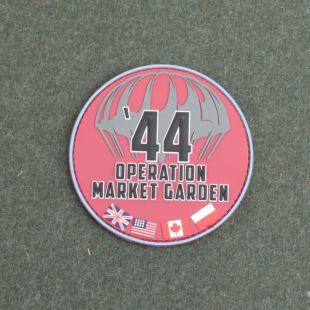 '44
OPERATION
MARKET GARDEN